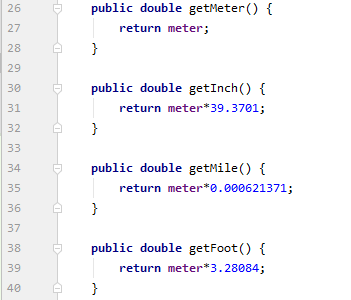 26 public double getMeter() {
27 return meter;
28 }
29
30 public double getInch() {
31 return meter*39.3701;
32 }
33
34 public double getMile() {
35 return meter*0.000621371;
36 }
37
38 public double getFoot() {
39 return meter*3.28084;
40 }